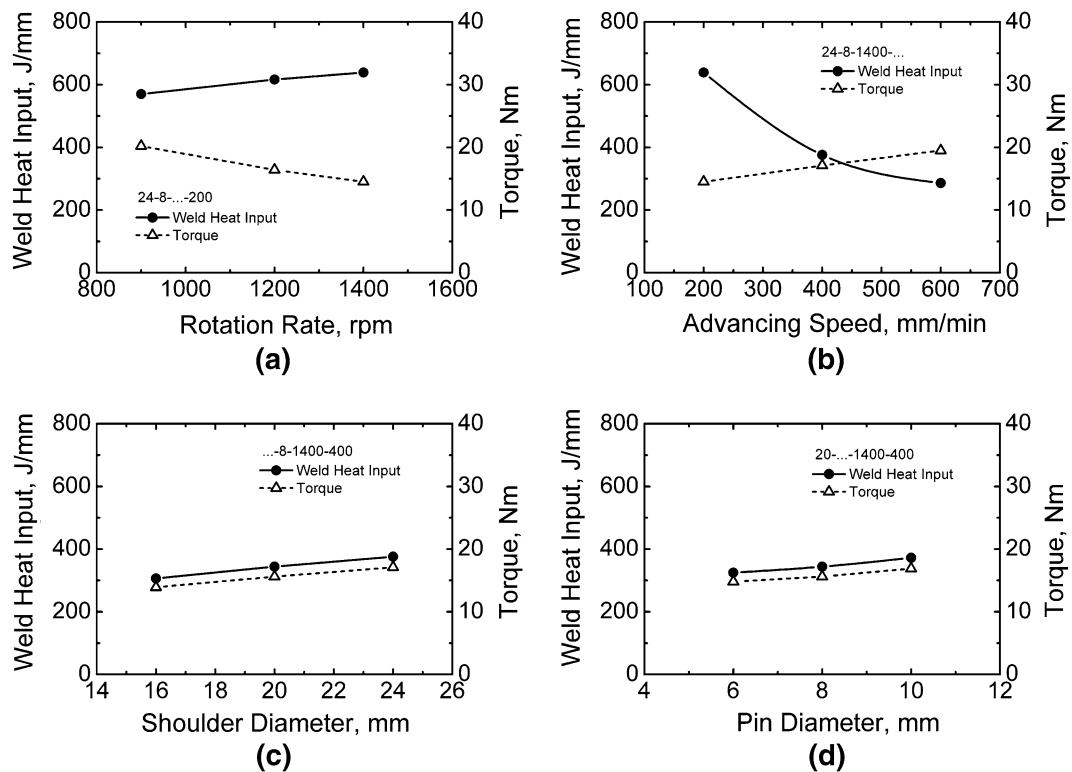 800
600
400
200
0
Weld Heat Input, J/mm
40
30
20
10
0
Torque, Nm
24-8-...-200
Weld Heat Input
Torque
800 1000 1200 1400 1600
Rotation Rate, rpm
(a)
800
600
400
200
0
Weld Heat Input, J/mm
40
30
20
10
0
Torque, Nm
24-8-1400-...
Weld Heat Input
Torque
100 200 300 400 500 600 700
Advancing Speed, mm/min
(b)
800
600
400
200
0
Weld Heat Input, J/mm
40
30
20
10
0
Torque, Nm
...-8-1400-400
Weld Heat Input
Torque
14 16 18 20 22 24 26
Shoulder Diameter, mm
(c)
800
600
400
200
0
Weld Heat Input, J/mm
40
30
20
10
0
Torque, Nm
20-...-1400-400
Weld Heat Input
Torque
4 6 8 10 12
Pin Diameter, mm
(d)